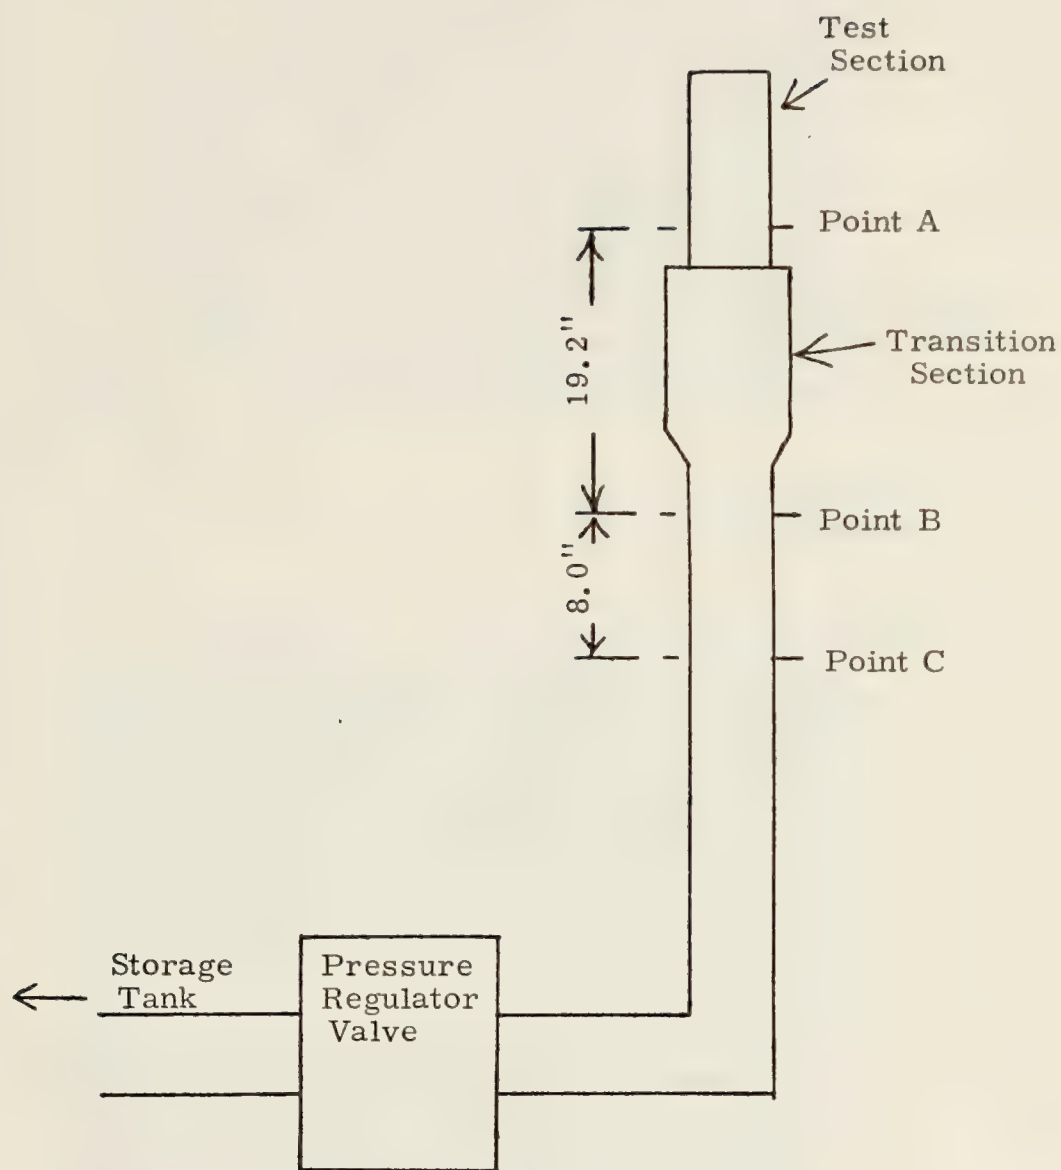 Test
Section
Point A
19.2"
Transition
Section
Point B
8.0"
Point C
Storage
Tank
Pressure
Regulator
Valve